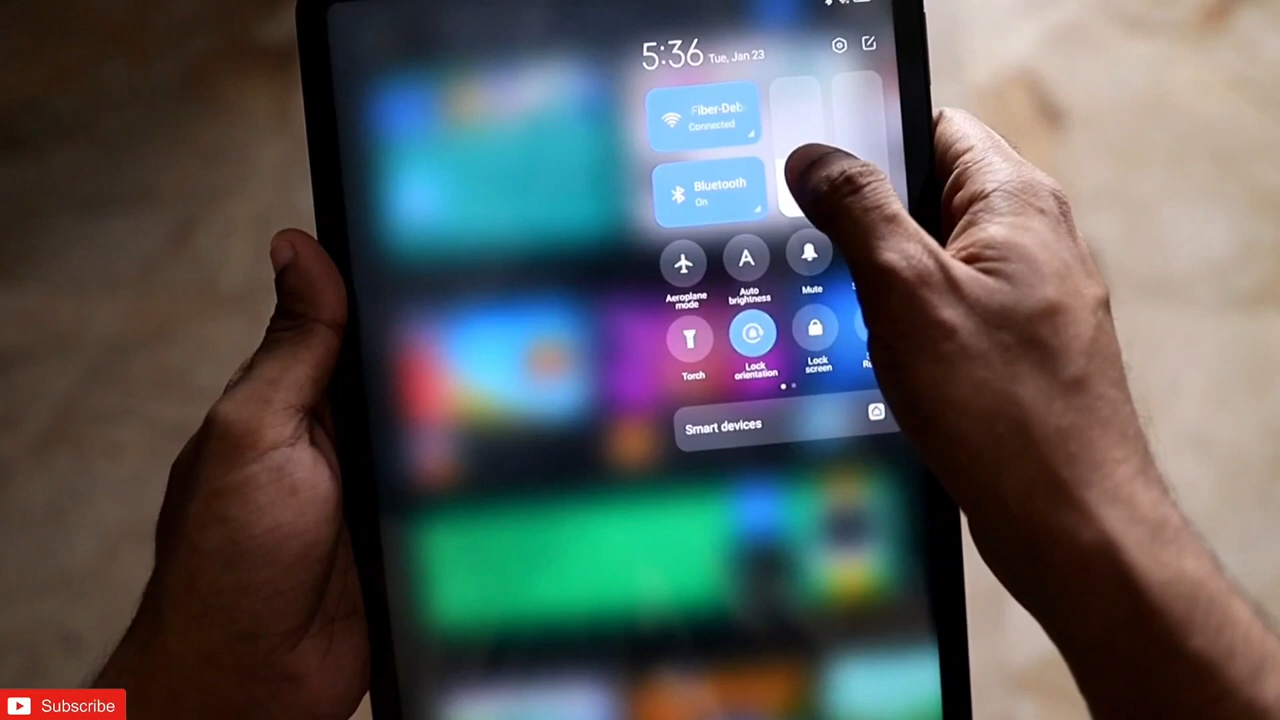 5:36 Tue, Jan 23
Fiber-Deb
Connected
Bluetooth
On
Aeroplane
mode
Auto
brightness
Mute
Torch
Lock
orientation
Lock
screen
Smart devices
Subscribe